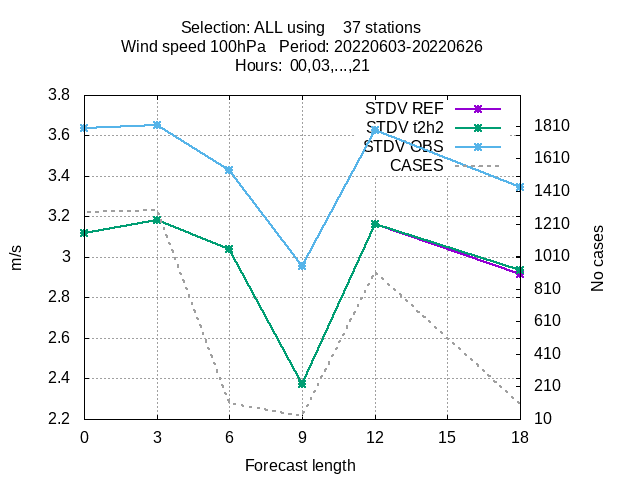 Selection: ALL using 37 stations
Wind speed 100hPa Period: 20220603-20220626
Hours: 00,03,...,21
STDV REF
STDV t2h2
STDV OBS
CASES
3.8
3.6
3.4
3.2
3
2.8
2.6
2.4
2.2
m/s
1810
1610
1410
1210
1010
810
610
410
210
10
No cases
0 3 6 9 12 15 18
Forecast length